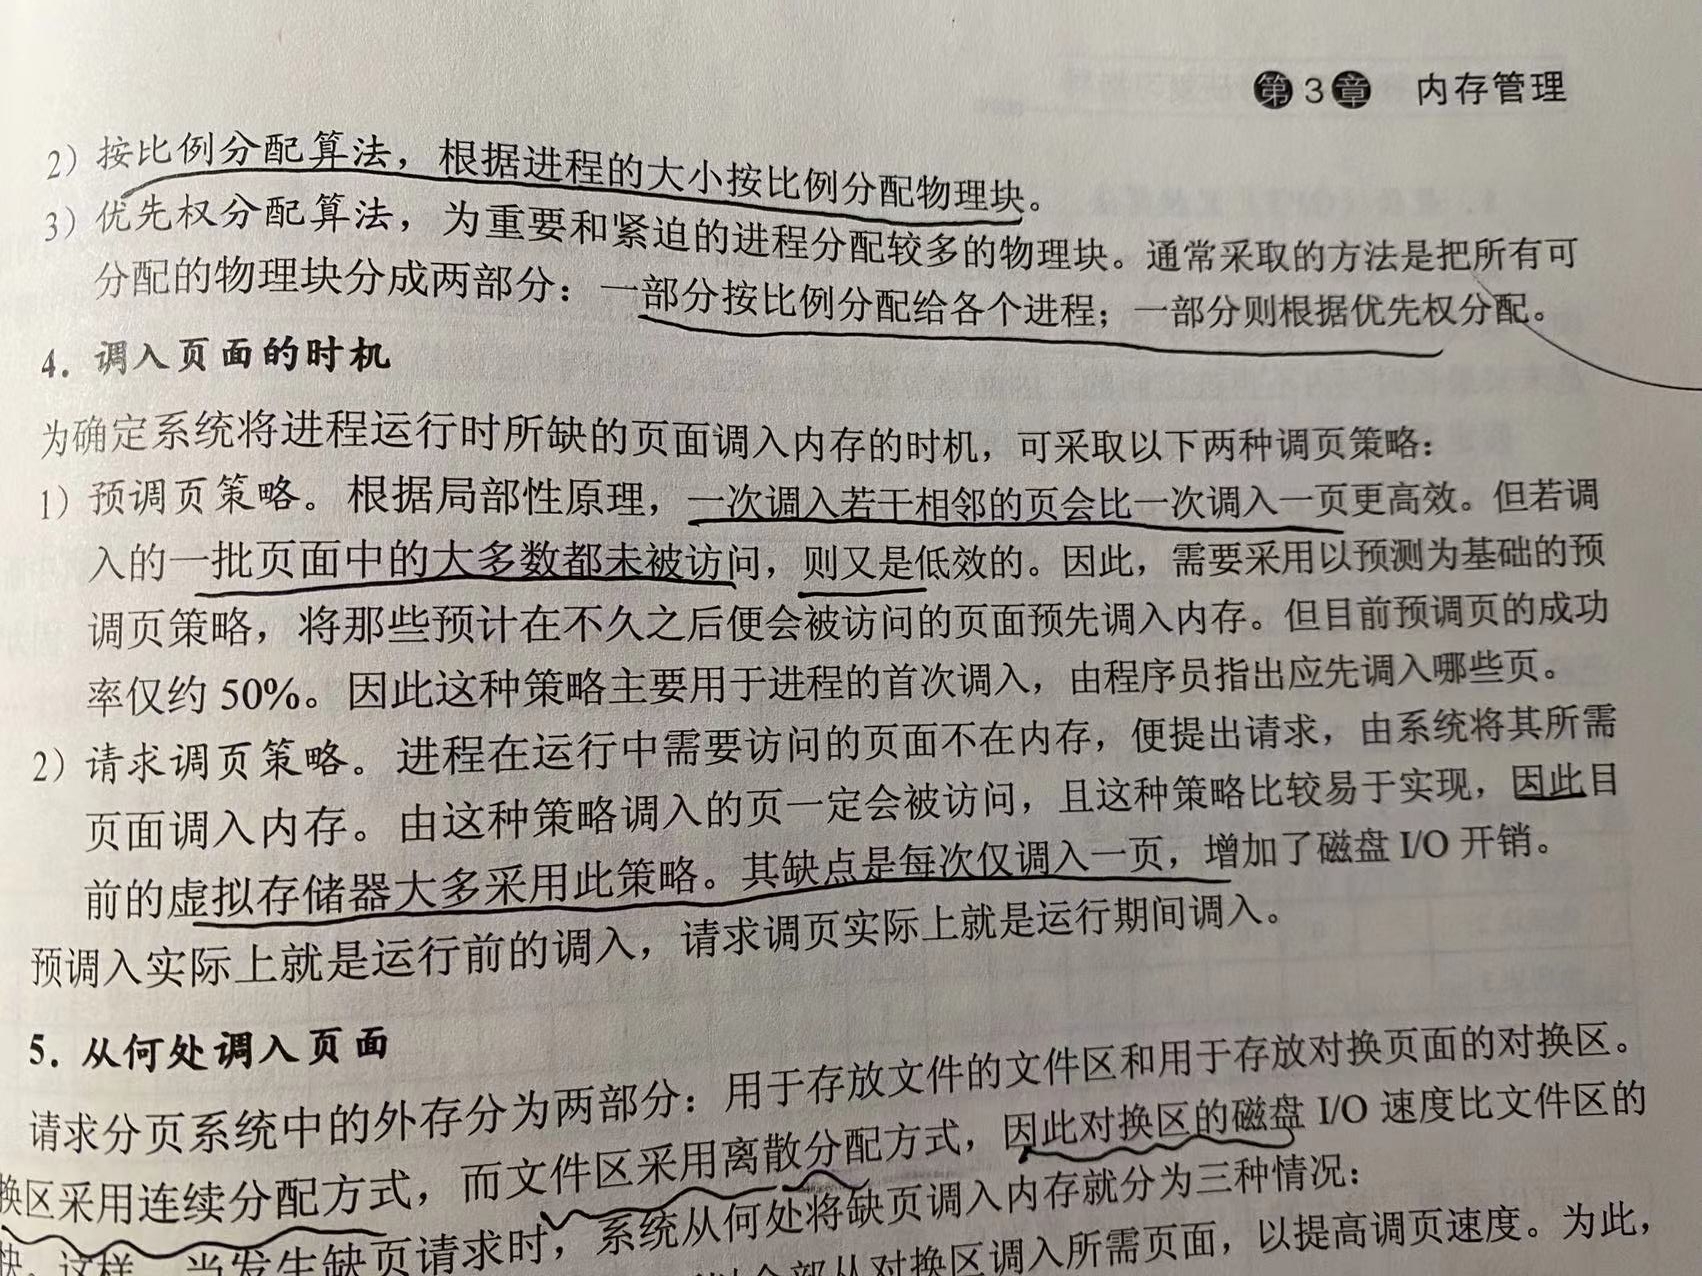 第3章 内存管理
2）按比例分配算法，根据进程的大小按比例分配物理块。
3）优先权分配算法，为重要和紧迫的进程分配较多的物理块。通常采取的方法是把所有可
分配的物理块分成两部分：一部分按比例分配给各个进程；一部分则根据优先权分配。
4. 调入页面的时机
为确定系统将进程运行时所缺的页面调入内存的时机，可采取以下两种调页策略：
1）预调页策略。根据局部性原理，一次调入若干相邻的页会比一次调入一页更高效。但若调
入的一批页面中的大多数都未被访问，则又是低效的。因此，需要采用以预测为基础的预
调页策略，将那些预计在不久之后便会被访问的页面预先调入内存。但目前预调页的成功
率仅约 50%。因此这种策略主要用于进程的首次调入，由程序员指出应先调入哪些页。
2）请求调页策略。进程在运行中需要访问的页面不在内存，便提出请求，由系统将其所需
页面调入内存。由这种策略调入的页一定会被访问，且这种策略比较易于实现，因此目
前的虚拟存储器大多采用此策略。其缺点是每次仅调入一页，增加了磁盘 I/O 开销。
预调入实际上就是运行前的调入，请求调页实际上就是运行期间调入。
5. 从何处调入页面
请求分页系统中的外存分为两部分：用于存放文件的文件区和用于存放对换页面的对换区。
换区采用连续分配方式，而文件区采用离散分配方式，因此对换区的磁盘 I/O 速度比文件区的
快。这样，当发生缺页请求时，系统从何处将缺页调入内存就分为三种情况：
全部从对换区调入所需页面，以提高调页速度。为此，